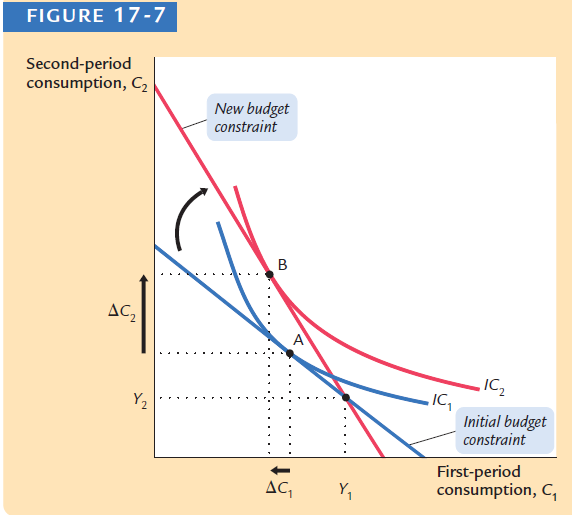 FIGURE 17-7
Second-period
consumption, C₂
New budget
constraint
B
ΔC₂
A
Y₂
IC₂
IC₁
Initial budget
constraint
ΔC₁
Y₁
First-period
consumption, C₁